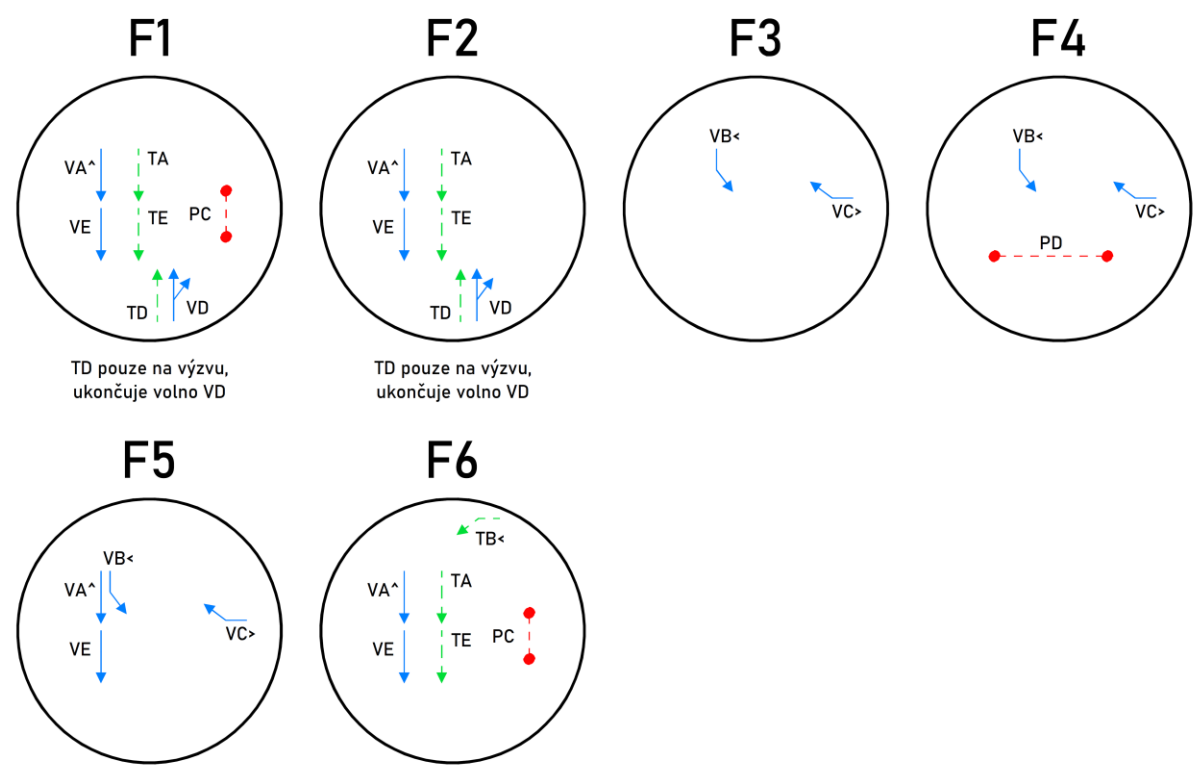 F1
F2
F3
F4
VA^
TA
VE
TE
PC
TD
VD
TD pouze na výzvu,
ukončuje volno VD
VA^
TA
VE
TE
TD
VD
TD pouze na výzvu,
ukončuje volno VD
VB<
VC>
VB<
VC>
PD
F5
F6
VB<
VA^
VE
VC>
TB<
VA^
TA
VE
TE
PC